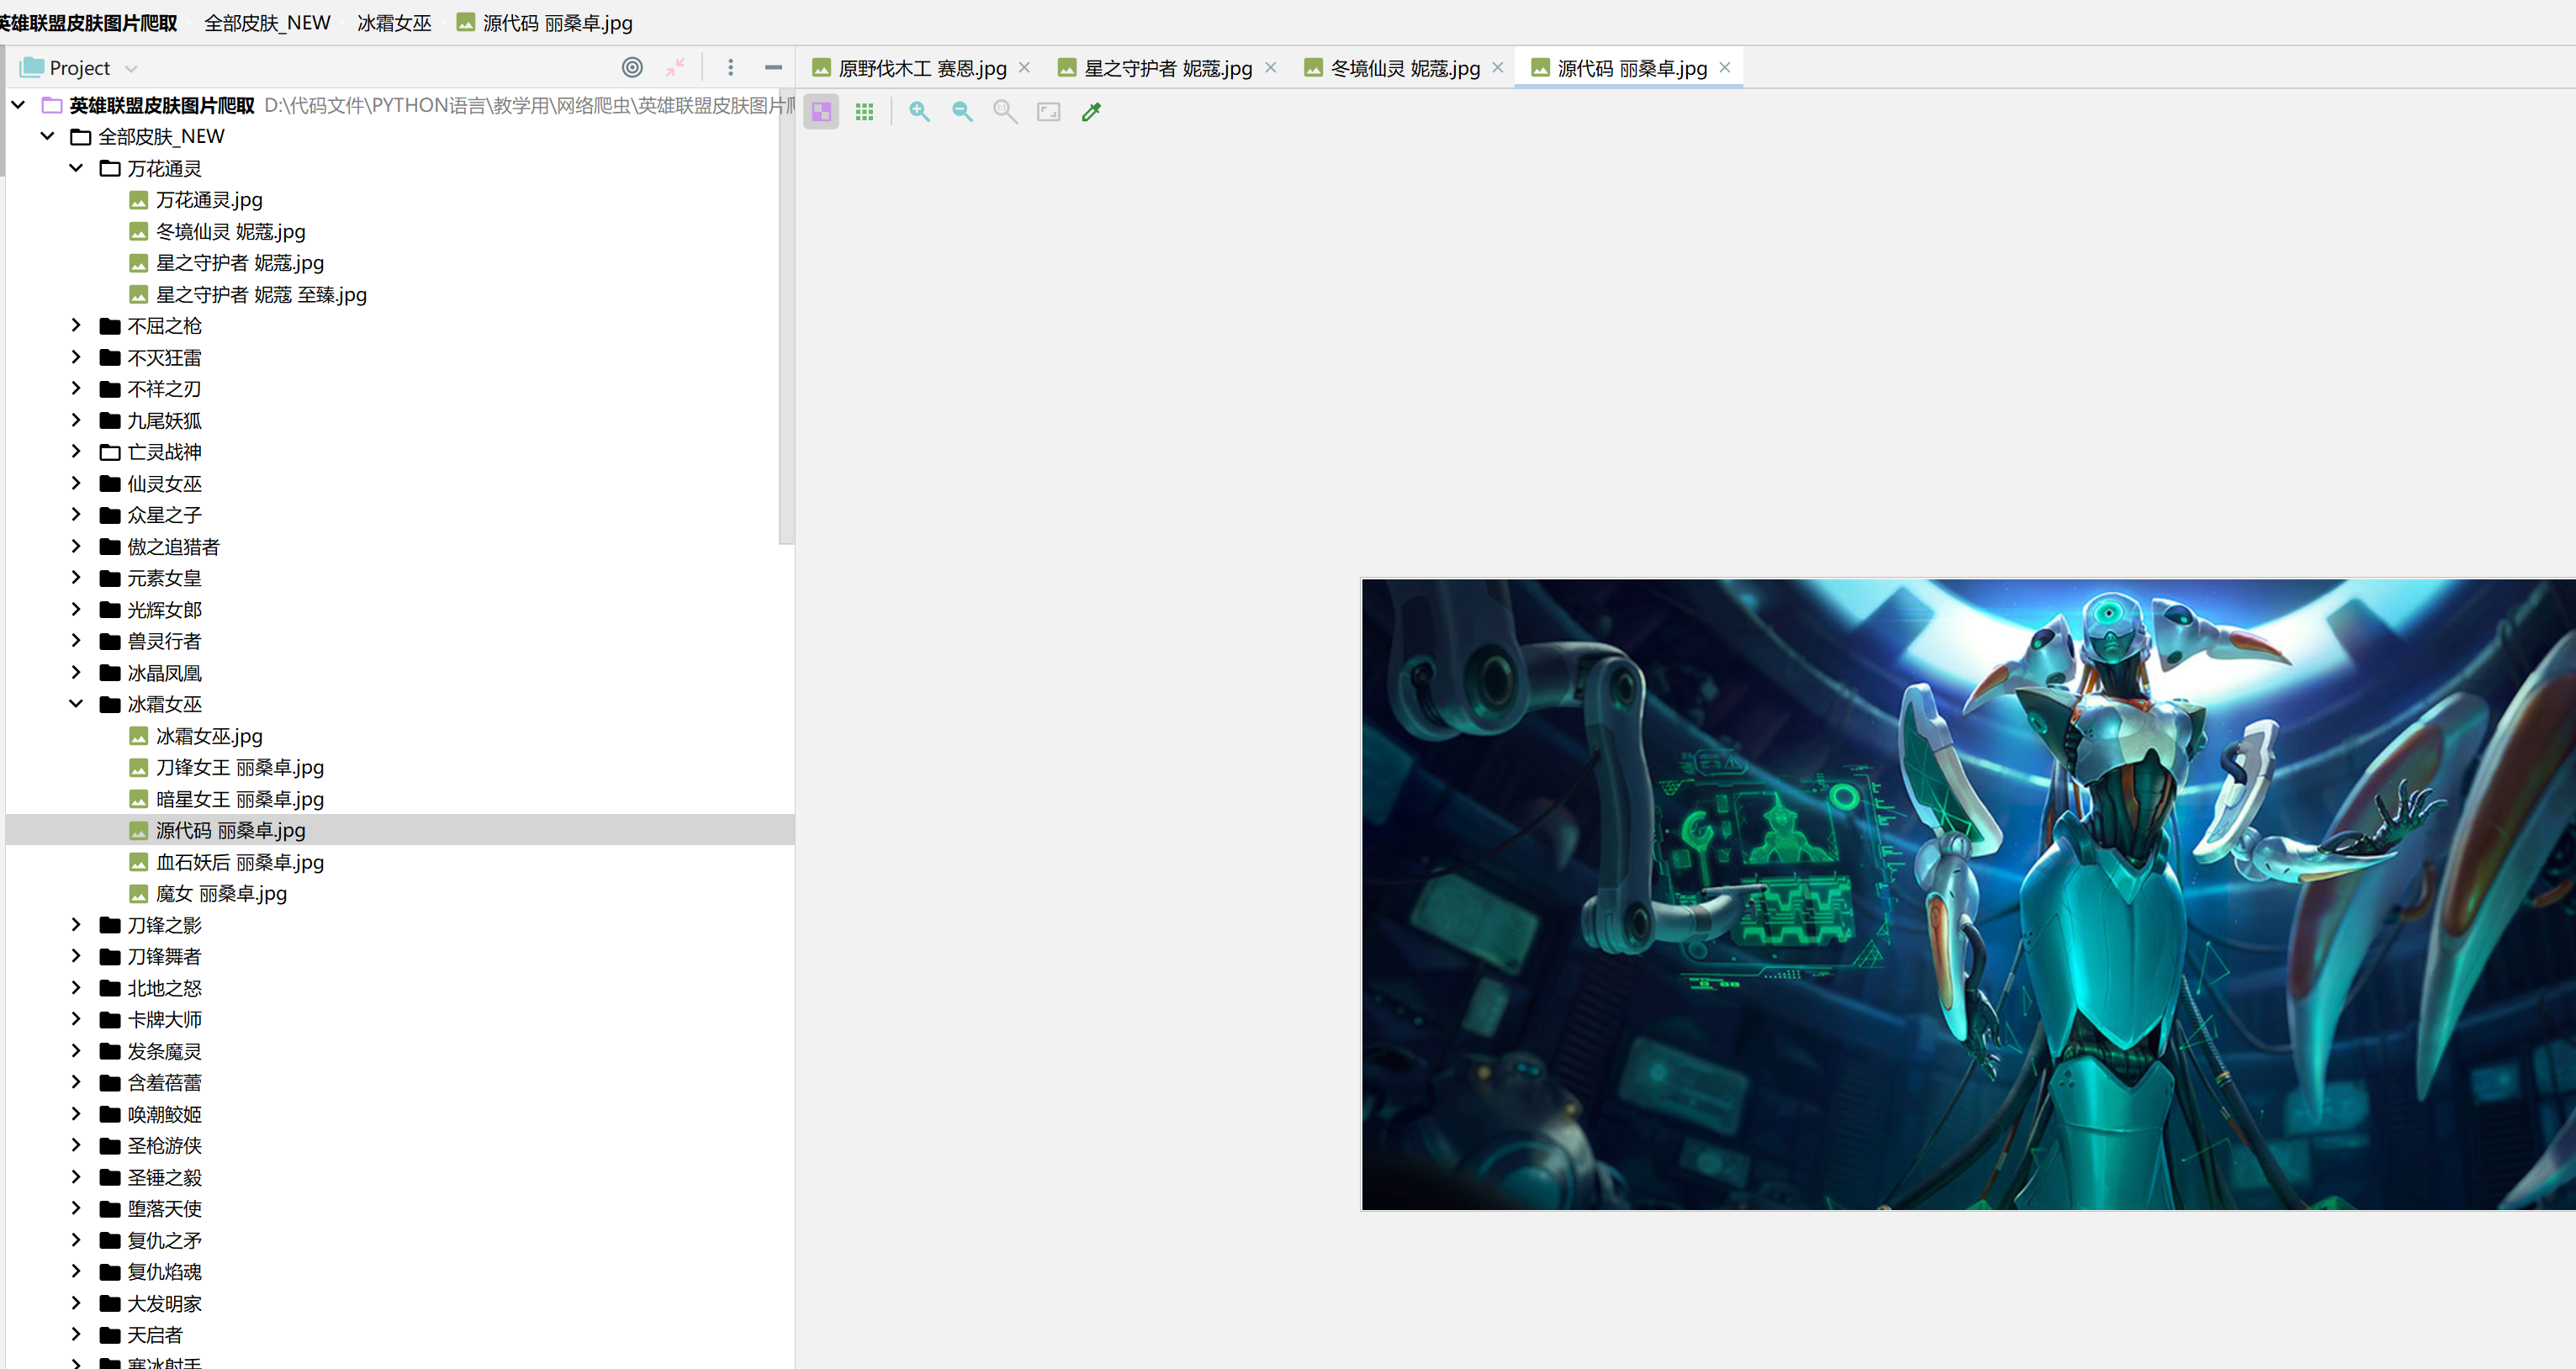 英雄联盟皮肤图片爬取 全部皮肤_NEW 冰霜女巫 源代码 丽桑卓.jpg
Project
原野伐木工 赛恩.jpg 星之守护者 妮蔻.jpg 冬境仙灵 妮蔻.jpg 源代码 丽桑卓.jpg
英雄联盟皮肤图片爬取 D:\代码文件\PYTHON语言\教学用\网络爬虫\英雄联盟皮肤图片
全部皮肤_NEW
万花通灵
万花通灵.jpg
冬境仙灵 妮蔻.jpg
星之守护者 妮蔻.jpg
星之守护者 妮蔻 至臻.jpg
不屈之枪
不灭狂雷
不祥之刃
九尾妖狐
亡灵战神
仙灵女巫
众星之子
傲之追猎者
元素女皇
光辉女郎
兽灵行者
冰晶凤凰
冰霜女巫
冰霜女巫.jpg
刀锋女王 丽桑卓.jpg
暗星女王 丽桑卓.jpg
源代码 丽桑卓.jpg
血石妖后 丽桑卓.jpg
魔女 丽桑卓.jpg
刀锋之影
刀锋舞者
北地之怒
卡牌大师
发条魔灵
含羞蓓蕾
唤潮鲛姬
圣枪游侠
圣锤之毅
堕落天使
复仇之矛
复仇焰魂
大发明家
天启者
寒冰射手